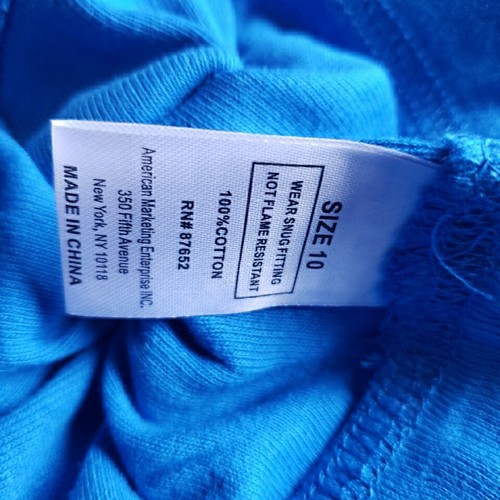 SIZE 10
WEAR SNUG FITTING
NOT FLAME RESISTANT
100%COTTON
RN# 87652
American Marketing Enterprise INC.
350 Fifth Avenue
New York, NY 10118
MADE IN CHINA